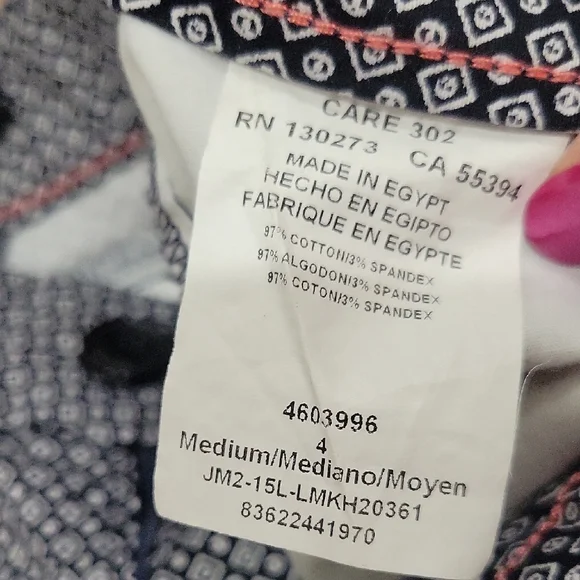 CARE 302
RN 130273 CA 55394
MADE IN EGYPT
HECHO EN EGIPTO
FABRIQUE EN EGYPTE
97% COTTON/3% SPANDEX
97% ALGODON/3% SPANDEX
97% COTON/3% SPANDEX
4603996
4
Medium/Mediano/Moyen
JM2-15L-LMKH20361
83622441970